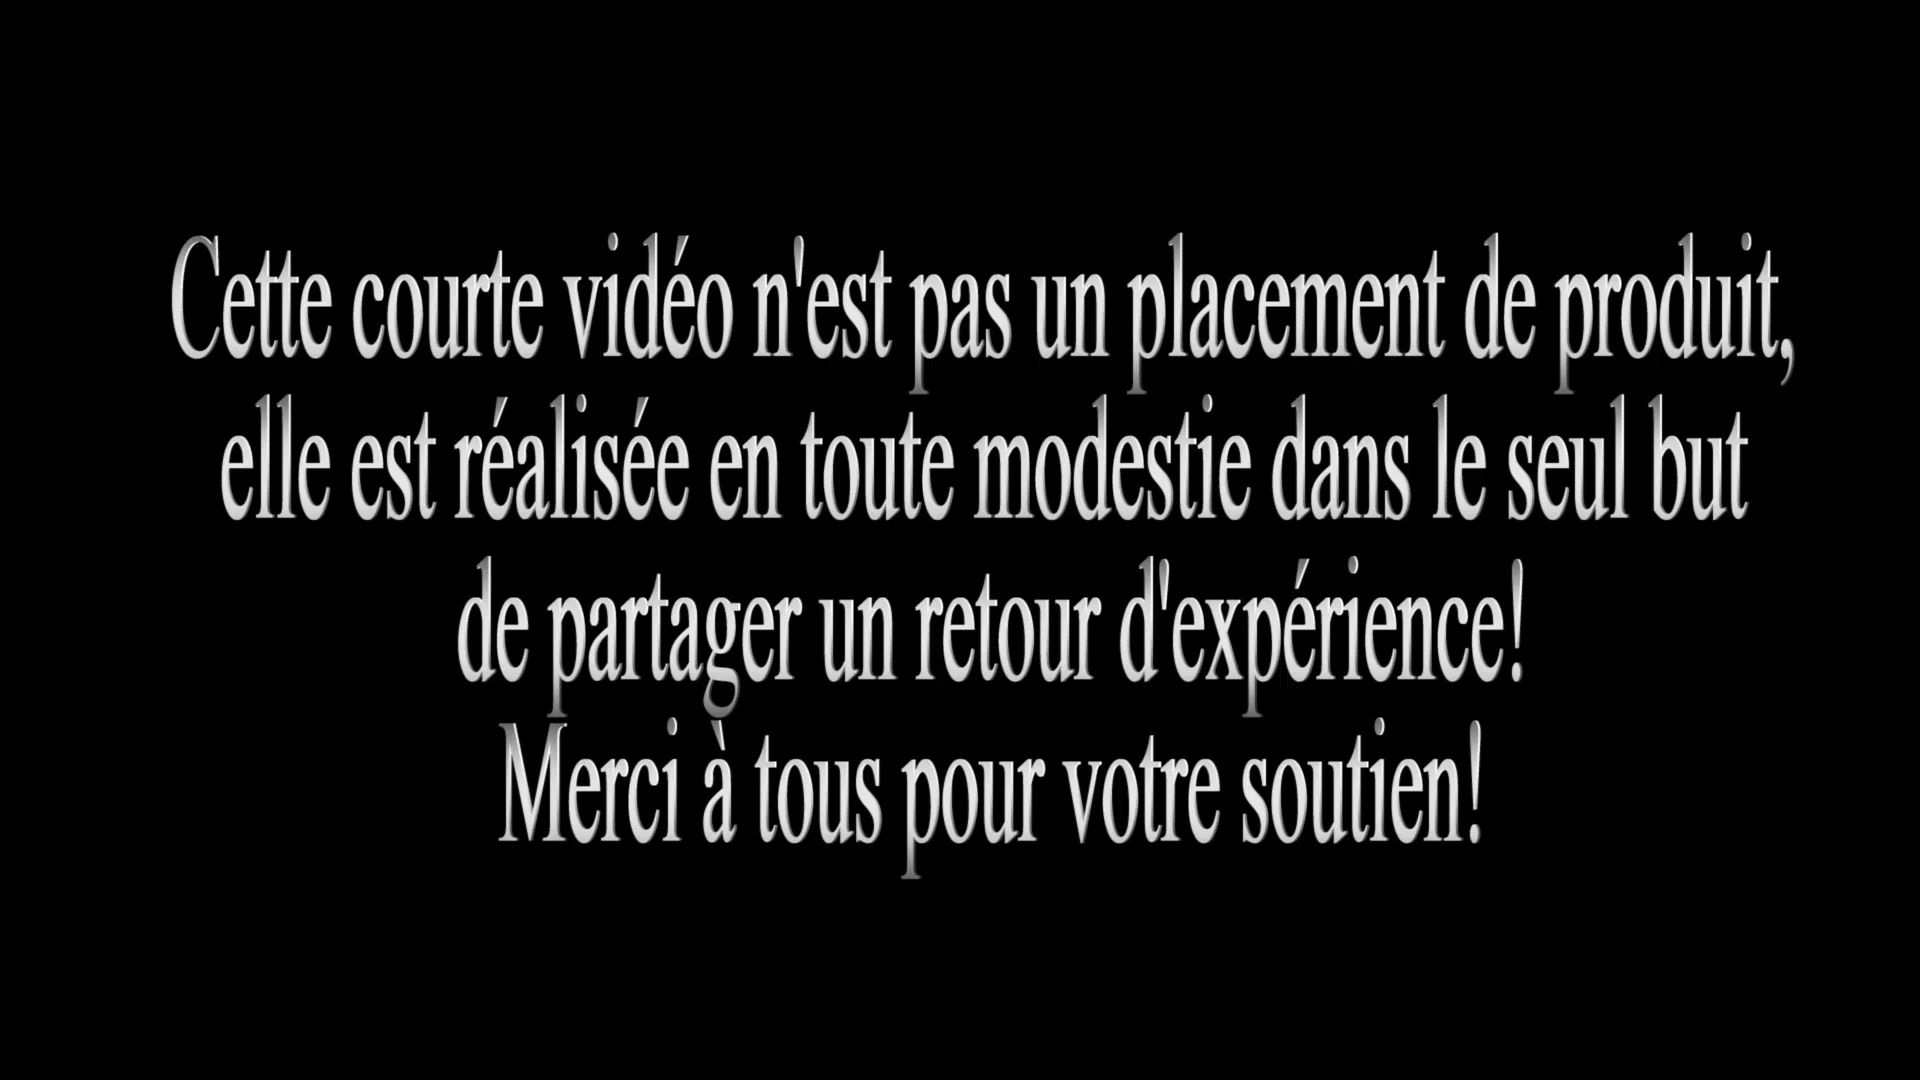 Cette courte vidéo n'est pas un placement de produit,
elle est réalisée en toute modestie dans le seul but
de partager un retour d'expérience!
Merci à tous pour votre soutien!